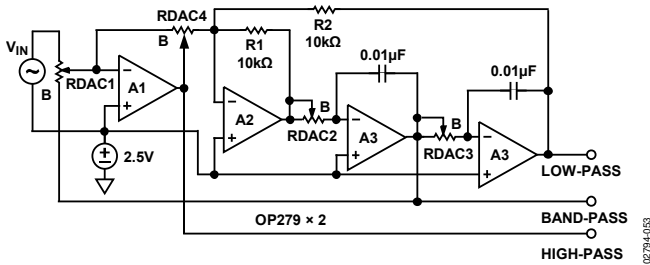 RDAC4
R2
10kΩ
B
R1
10kΩ
VIN
0.01µF
0.01µF
B
RDAC1
A1
A2
B
RDAC2
A3
B
RDAC3
A3
2.5V
LOW-PASS
OP279 × 2
BAND-PASS
HIGH-PASS
02794-053
−
+
−
+
−
+
−
+
~
±